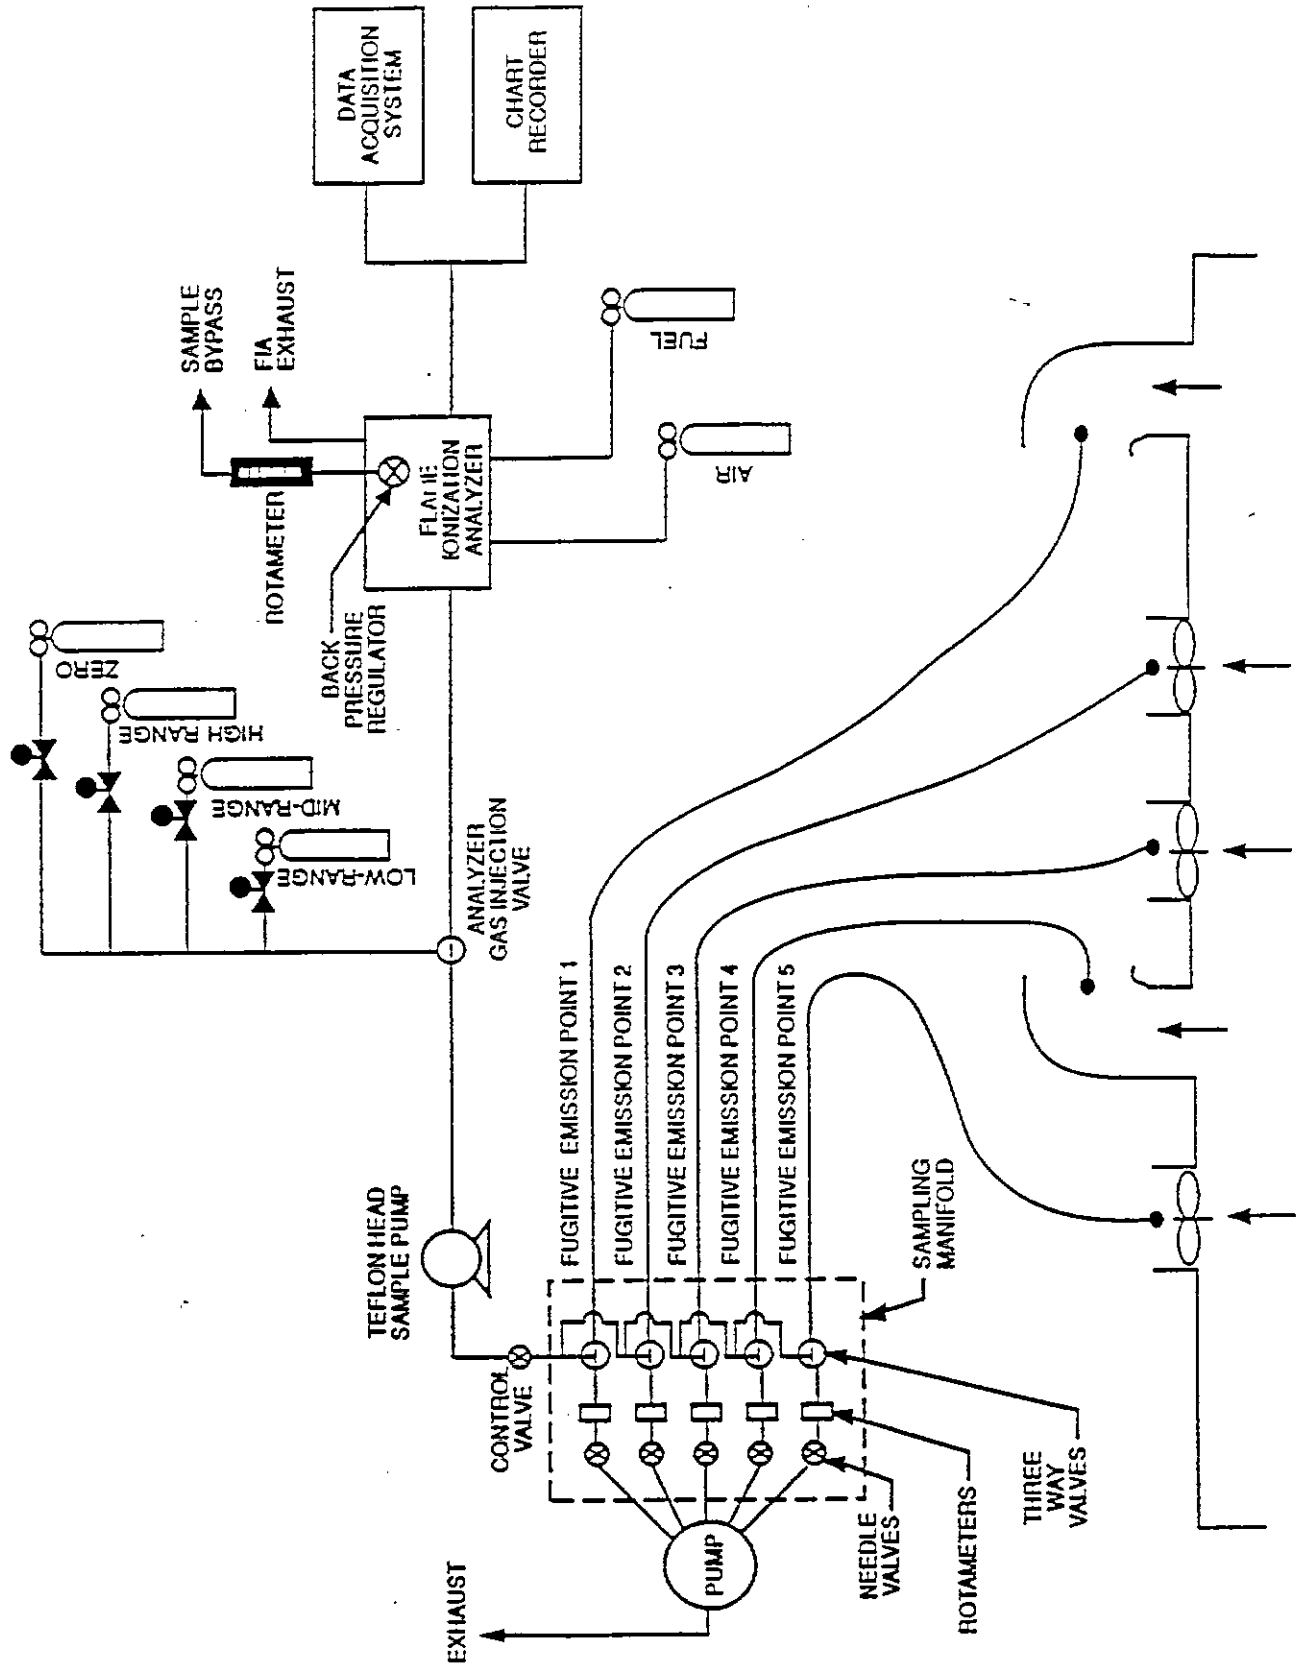 DATA
ACQUISITION
SYSTEM
CHART
RECORDER
SAMPLE
BYPASS
FIA
EXHAUST
ROTAMETER
BACK
PRESSURE
REGULATOR
FLAME
IONIZATION
ANALYZER
FUEL
AIR
ZERO
HIGH RANGE
MID-RANGE
LOW-RANGE
ANALYZER
GAS INJECTION
VALVE
TEFLON HEAD
SAMPLE PUMP
CONTROL
VALVE
FUGITIVE EMISSION POINT 1
FUGITIVE EMISSION POINT 2
FUGITIVE EMISSION POINT 3
FUGITIVE EMISSION POINT 4
FUGITIVE EMISSION POINT 5
SAMPLING
MANIFOLD
EXHAUST
PUMP
NEEDLE
VALVES
ROTAMETERS
THREE
WAY
VALVES